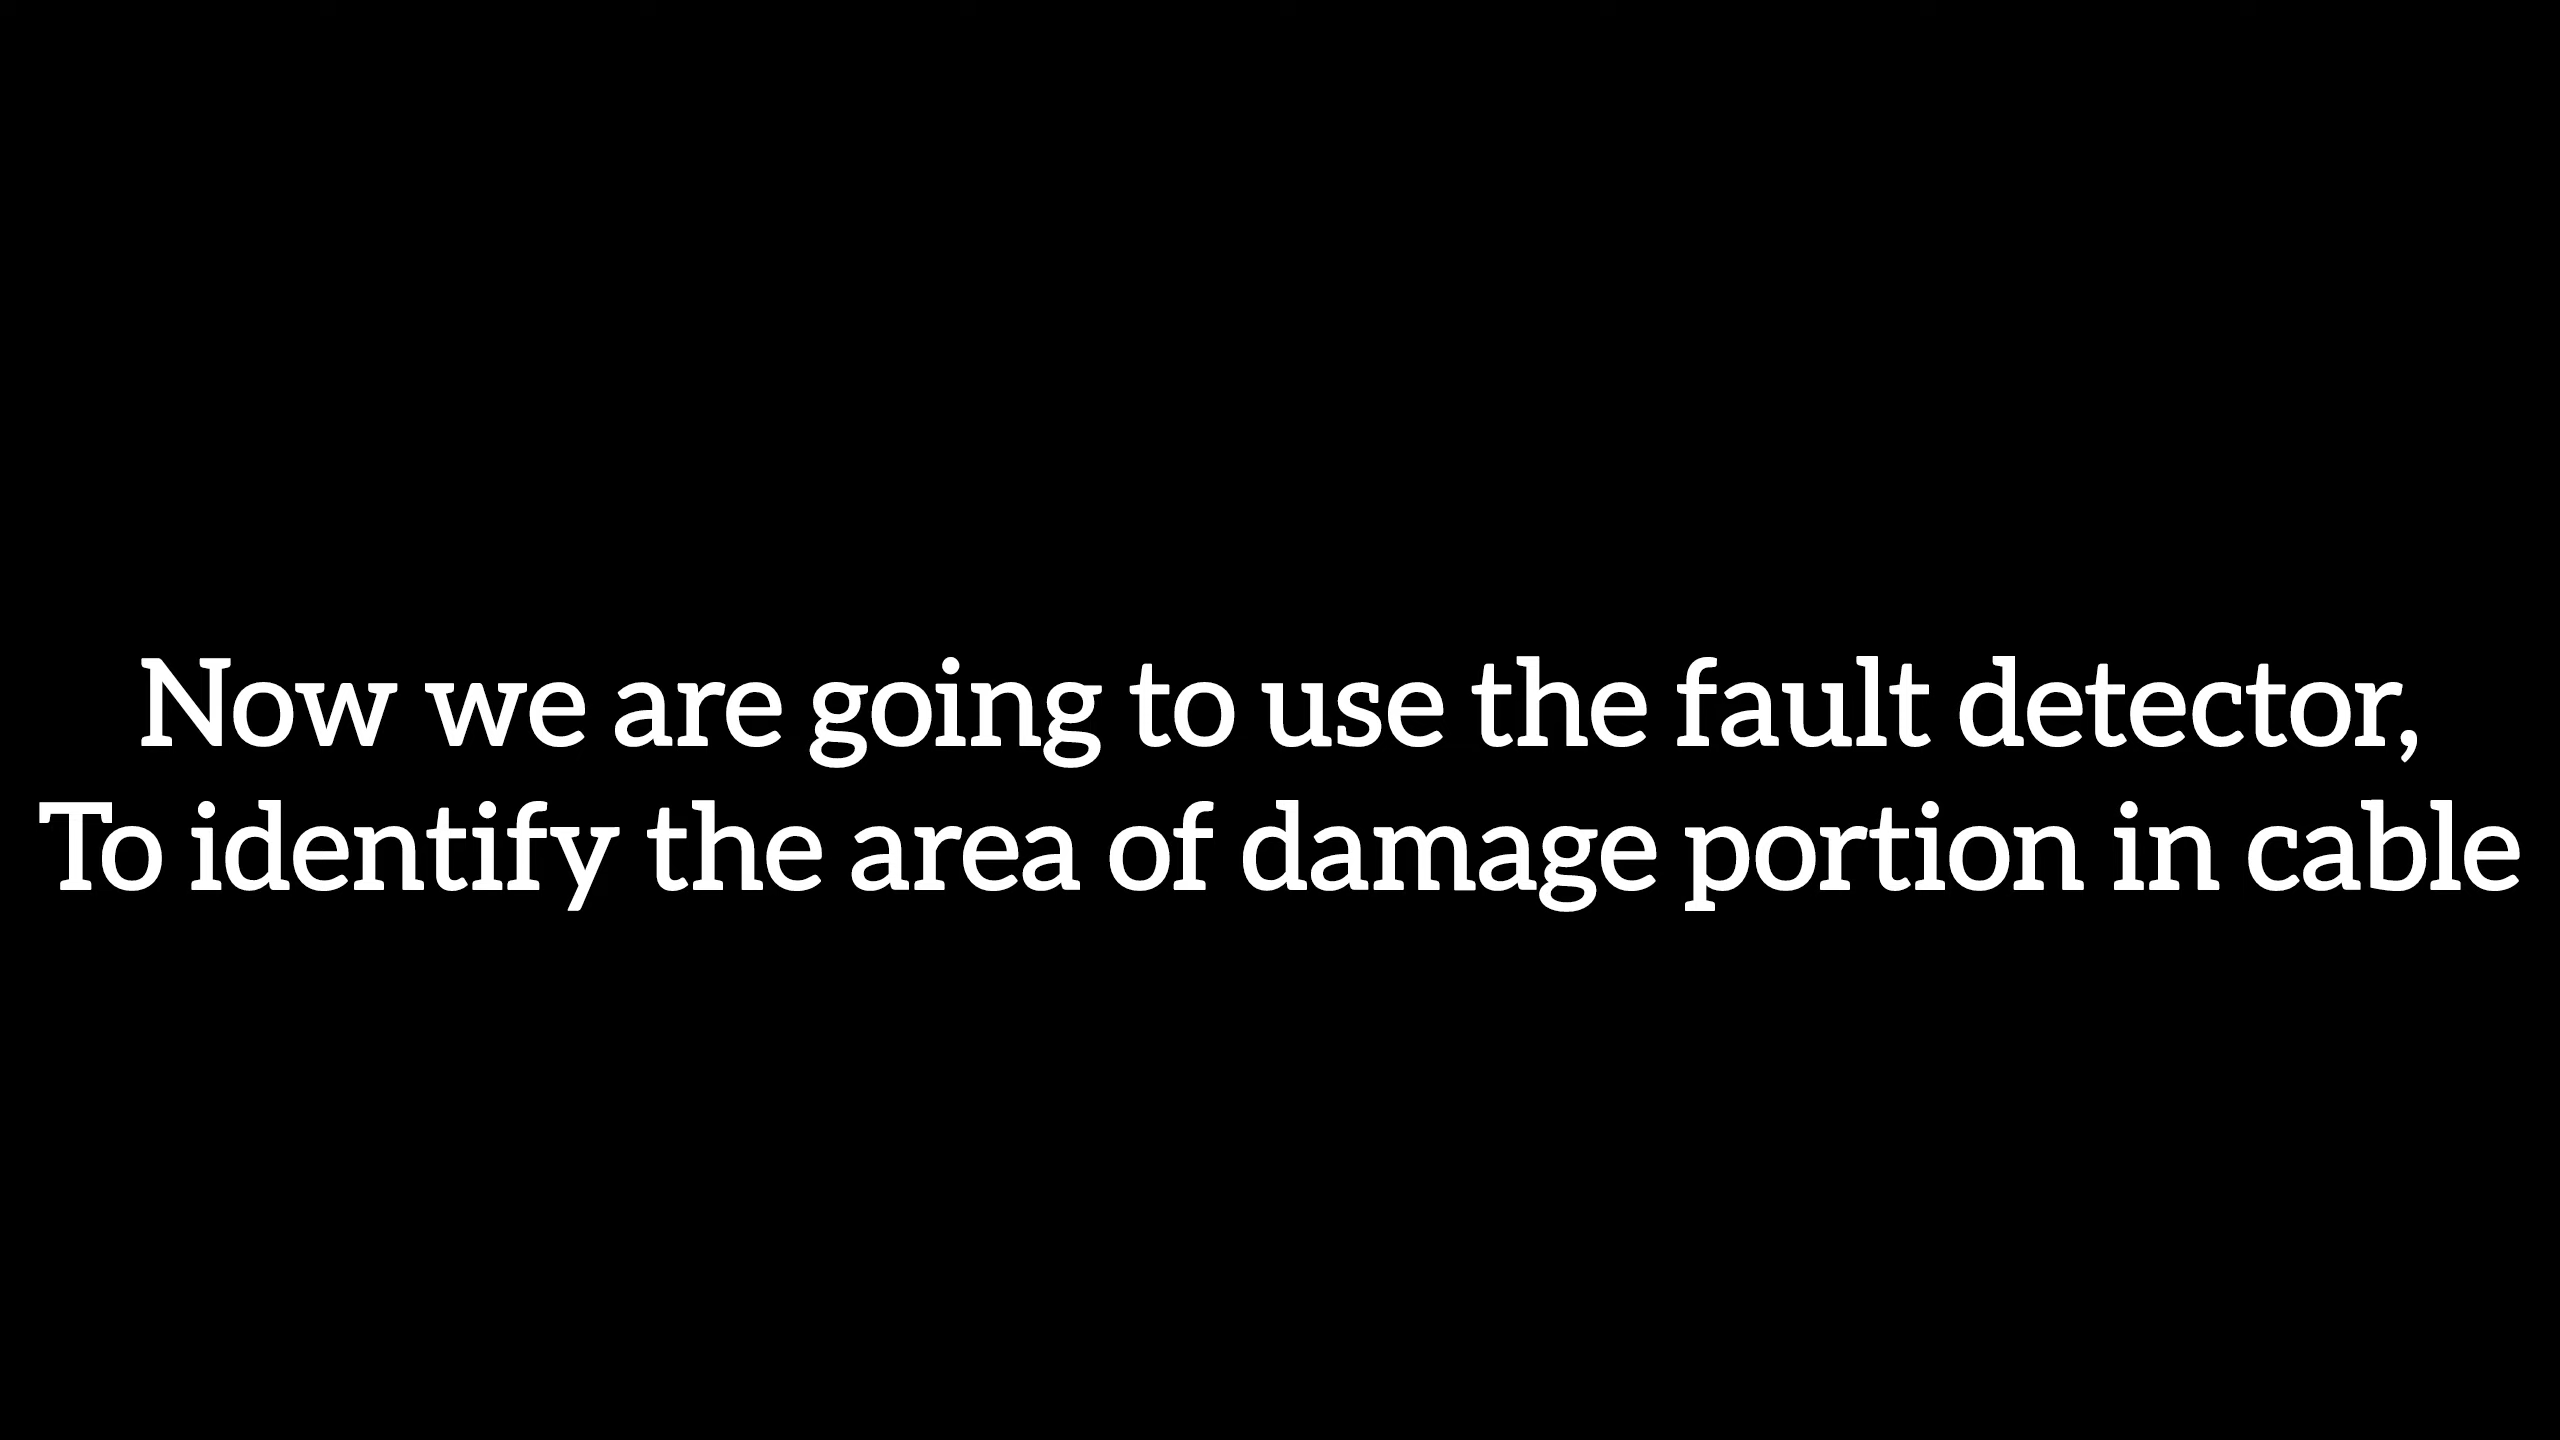 Now we are going to use the fault detector,
To identify the area of damage portion in cable